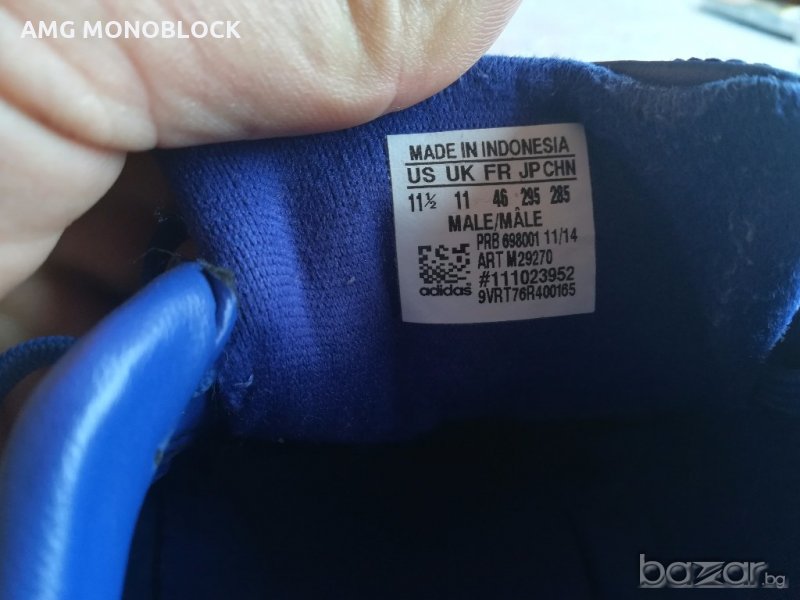 AMG MONOBLOCK
MADE IN INDONESIA
US UK FR JP CHN
11½ 11 46 295 285
MALE/MÂLE
PRB 698001 11/14
ART M29270
#111023952
adidas 9VRT76R400165
bazar.bg